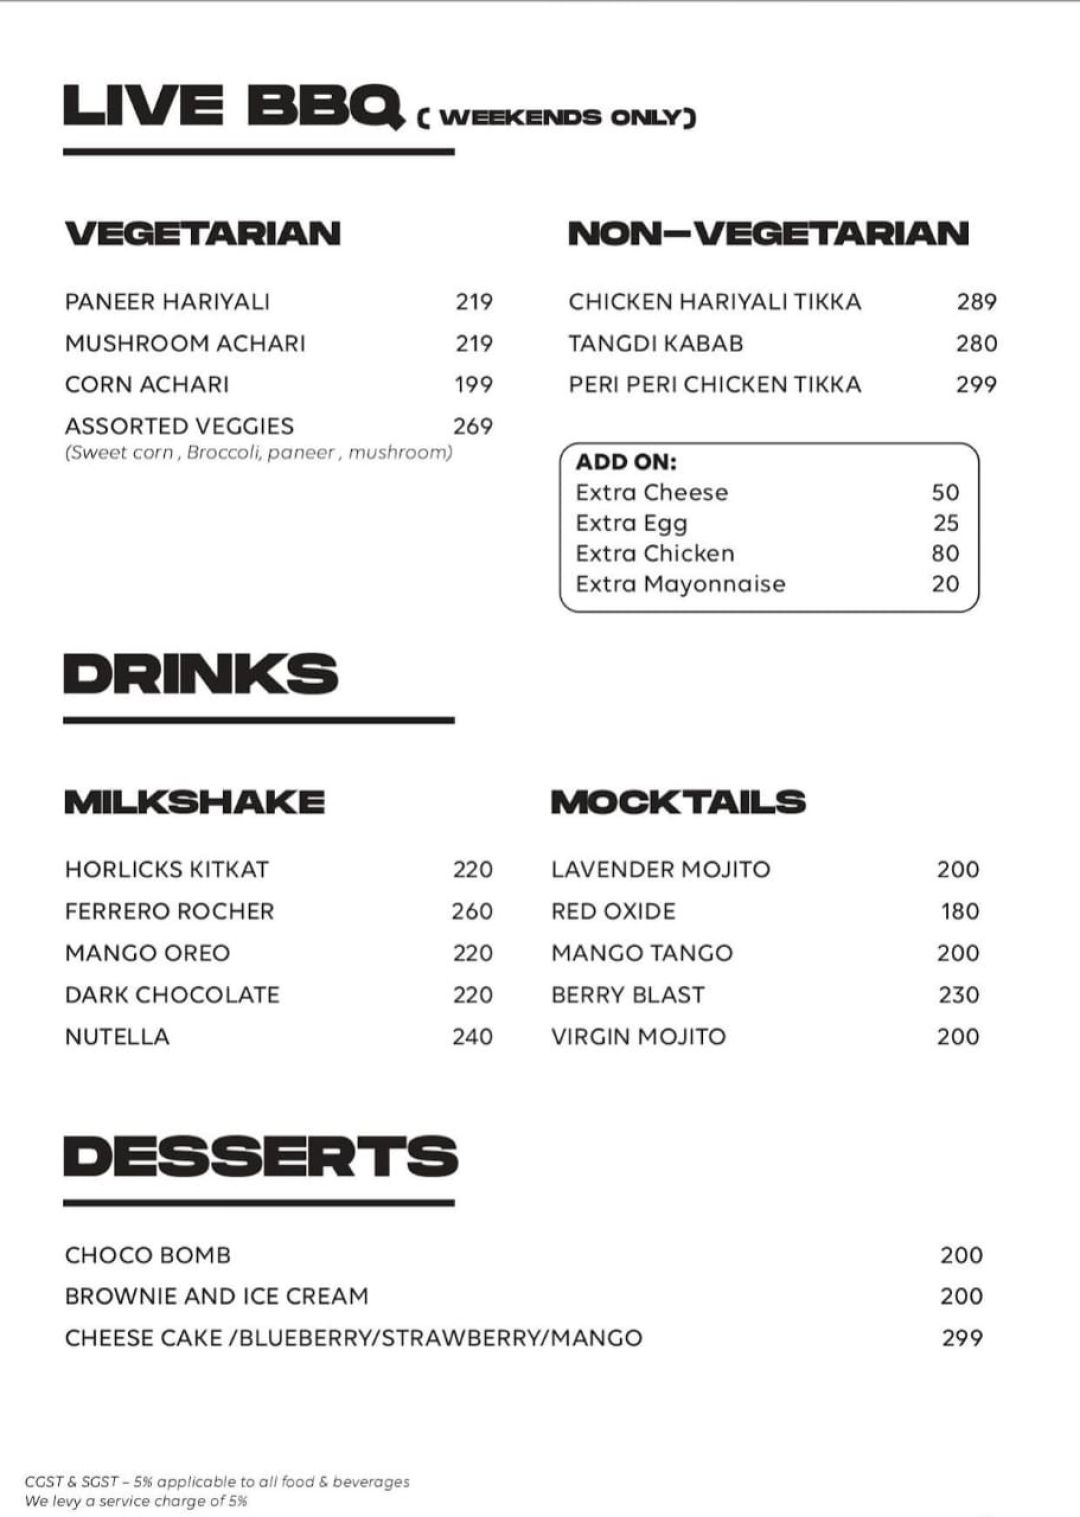 LIVE BBQ ( WEEKENDS ONLY)
VEGETARIAN
PANEER HARIYALI 219
MUSHROOM ACHARI 219
CORN ACHARI 199
ASSORTED VEGGIES 269
(Sweet corn , Broccoli, paneer , mushroom)
NON-VEGETARIAN
CHICKEN HARIYALI TIKKA 289
TANGDI KABAB 280
PERI PERI CHICKEN TIKKA 299
ADD ON:
Extra Cheese 50
Extra Egg 25
Extra Chicken 80
Extra Mayonnaise 20
DRINKS
MILKSHAKE
HORLICKS KITKAT 220
FERRERO ROCHER 260
MANGO OREO 220
DARK CHOCOLATE 220
NUTELLA 240
MOCKTAILS
LAVENDER MOJITO 200
RED OXIDE 180
MANGO TANGO 200
BERRY BLAST 230
VIRGIN MOJITO 200
DESSERTS
CHOCO BOMB 200
BROWNIE AND ICE CREAM 200
CHEESE CAKE /BLUEBERRY/STRAWBERRY/MANGO 299
CGST & SGST – 5% applicable to all food & beverages
We levy a service charge of 5%